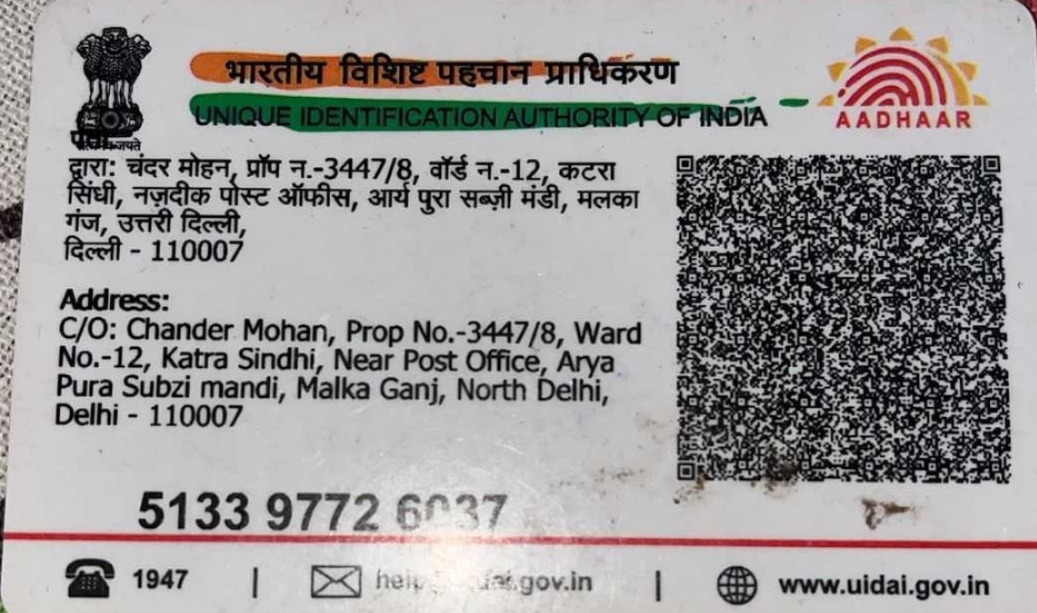 भारतीय विशिष्ट पहचान प्राधिकरण
UNIQUE IDENTIFICATION AUTHORITY OF INDIA
AADHAAR
द्वारा: चंदर मोहन, प्रॉप न.-3447/8, वॉर्ड न.-12, कटरा
सिंधी, नज़दीक पोस्ट ऑफीस, आर्य पुरा सब्ज़ी मंडी, मलका
गंज, उत्तरी दिल्ली,
दिल्ली - 110007
Address:
C/O: Chander Mohan, Prop No.-3447/8, Ward
No.-12, Katra Sindhi, Near Post Office, Arya
Pura Subzi mandi, Malka Ganj, North Delhi,
Delhi - 110007
5133 9772
1947 | | www.uidai.gov.in